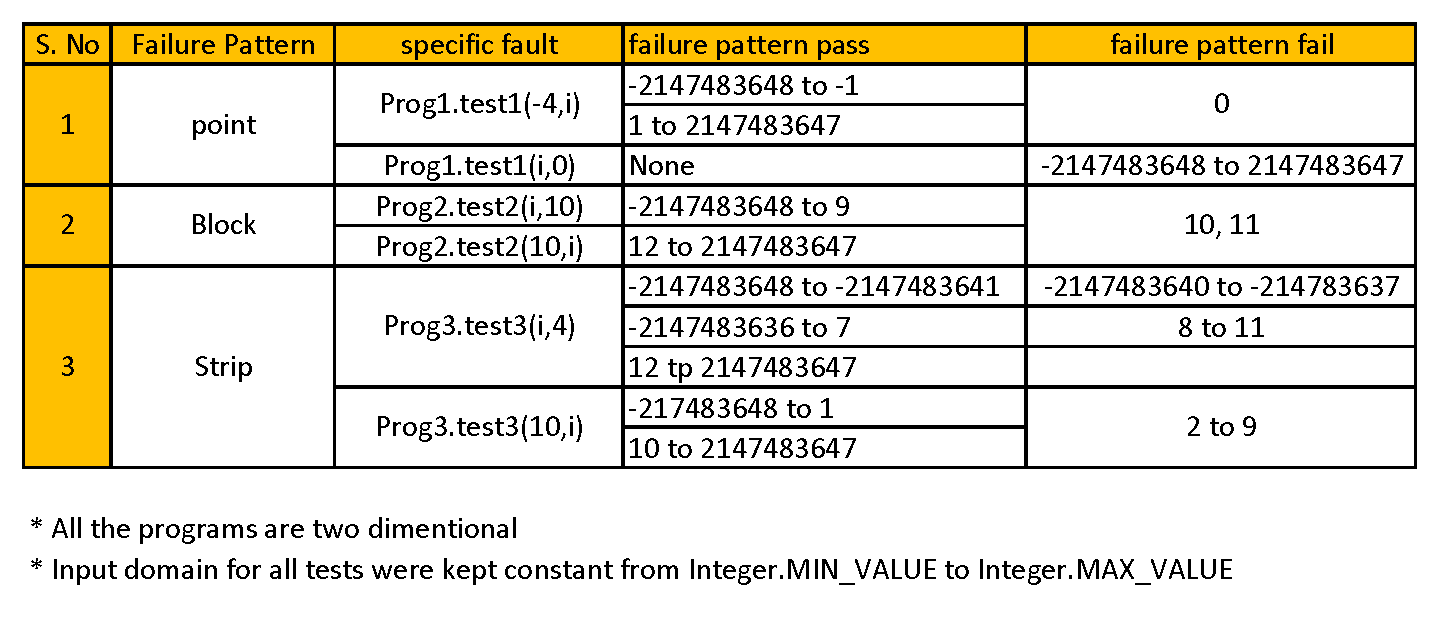 S. No Failure Pattern specific fault failure pattern pass failure pattern fail
1 point Prog1.test1(-4,i) -2147483648 to -1 0
1 to 2147483647
Prog1.test1(i,0) None -2147483648 to 2147483647
2 Block Prog2.test2(i,10) -2147483648 to 9 10, 11
Prog2.test2(10,i) 12 to 2147483647
3 Strip Prog3.test3(i,4) -2147483648 to -2147483641 -2147483640 to -214783637
-2147483636 to 7 8 to 11
12 tp 2147483647
Prog3.test3(10,i) -217483648 to 1 2 to 9
10 to 2147483647
* All the programs are two dimentional
* Input domain for all tests were kept constant from Integer.MIN_VALUE to Integer.MAX_VALUE